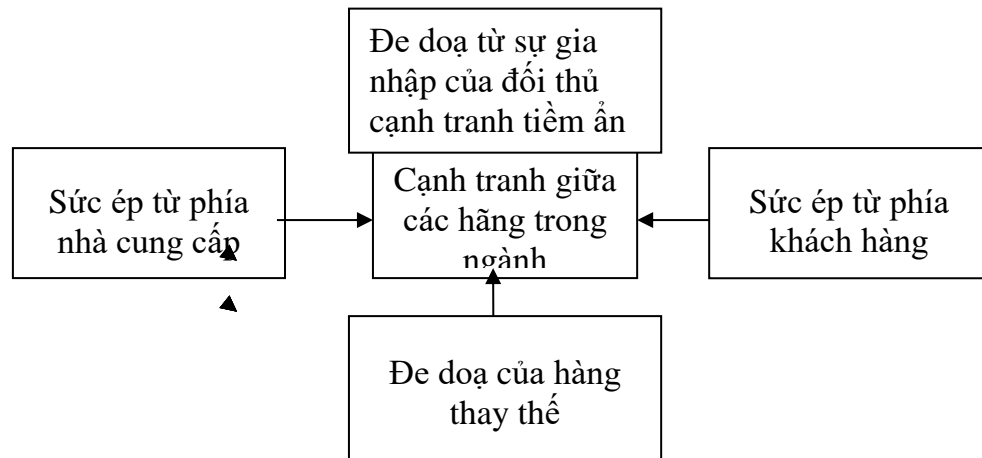 Đe doạ từ sự gia
nhập của đối thủ
cạnh tranh tiềm ẩn
Sức ép từ phía
nhà cung cấp
Cạnh tranh giữa
các hãng trong
ngành
Sức ép từ phía
khách hàng
Đe doạ của hàng
thay thế